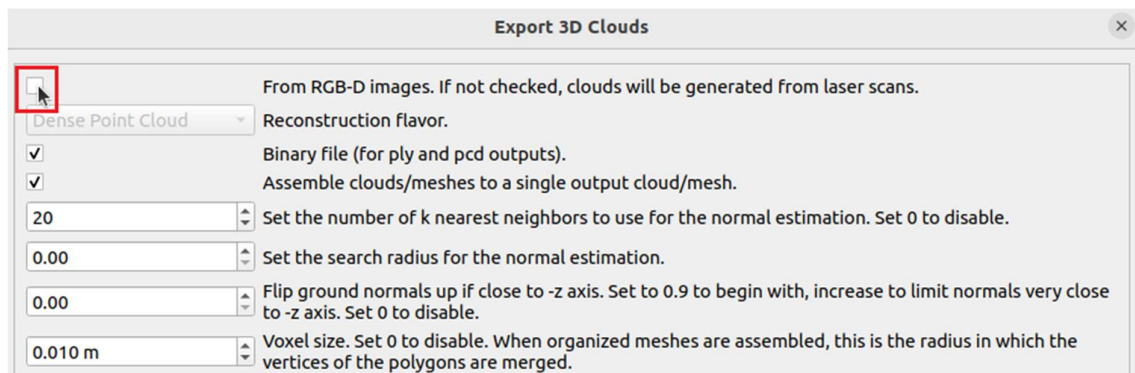 Export 3D Clouds
From RGB-D images. If not checked, clouds will be generated from laser scans.
Dense Point Cloud
Reconstruction flavor.
Binary file (for ply and pcd outputs).
Assemble clouds/meshes to a single output cloud/mesh.
20
Set the number of k nearest neighbors to use for the normal estimation. Set 0 to disable.
0.00
Set the search radius for the normal estimation.
0.00
Flip ground normals up if close to -z axis. Set to 0.9 to begin with, increase to limit normals very close
to -z axis. Set 0 to disable.
0.010 m
Voxel size. Set 0 to disable. When organized meshes are assembled, this is the radius in which the
vertices of the polygons are merged.